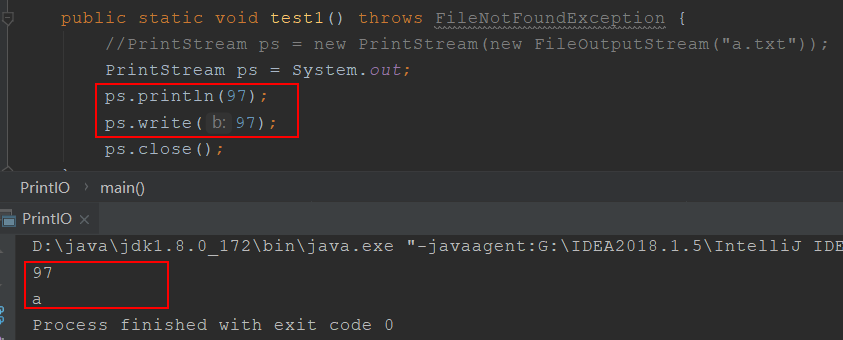 public static void test1() throws FileNotFoundException {
//PrintStream ps = new PrintStream(new FileOutputStream("a.txt"));
PrintStream ps = System.out;
ps.println(97);
ps.write( b: 97);
ps.close();
PrintIO › main()
PrintIO ×
D:\java\jdk1.8.0_172\bin\java.exe "-javaagent:G:\IDEA2018.1.5\IntelliJ IDE
97
a
Process finished with exit code 0